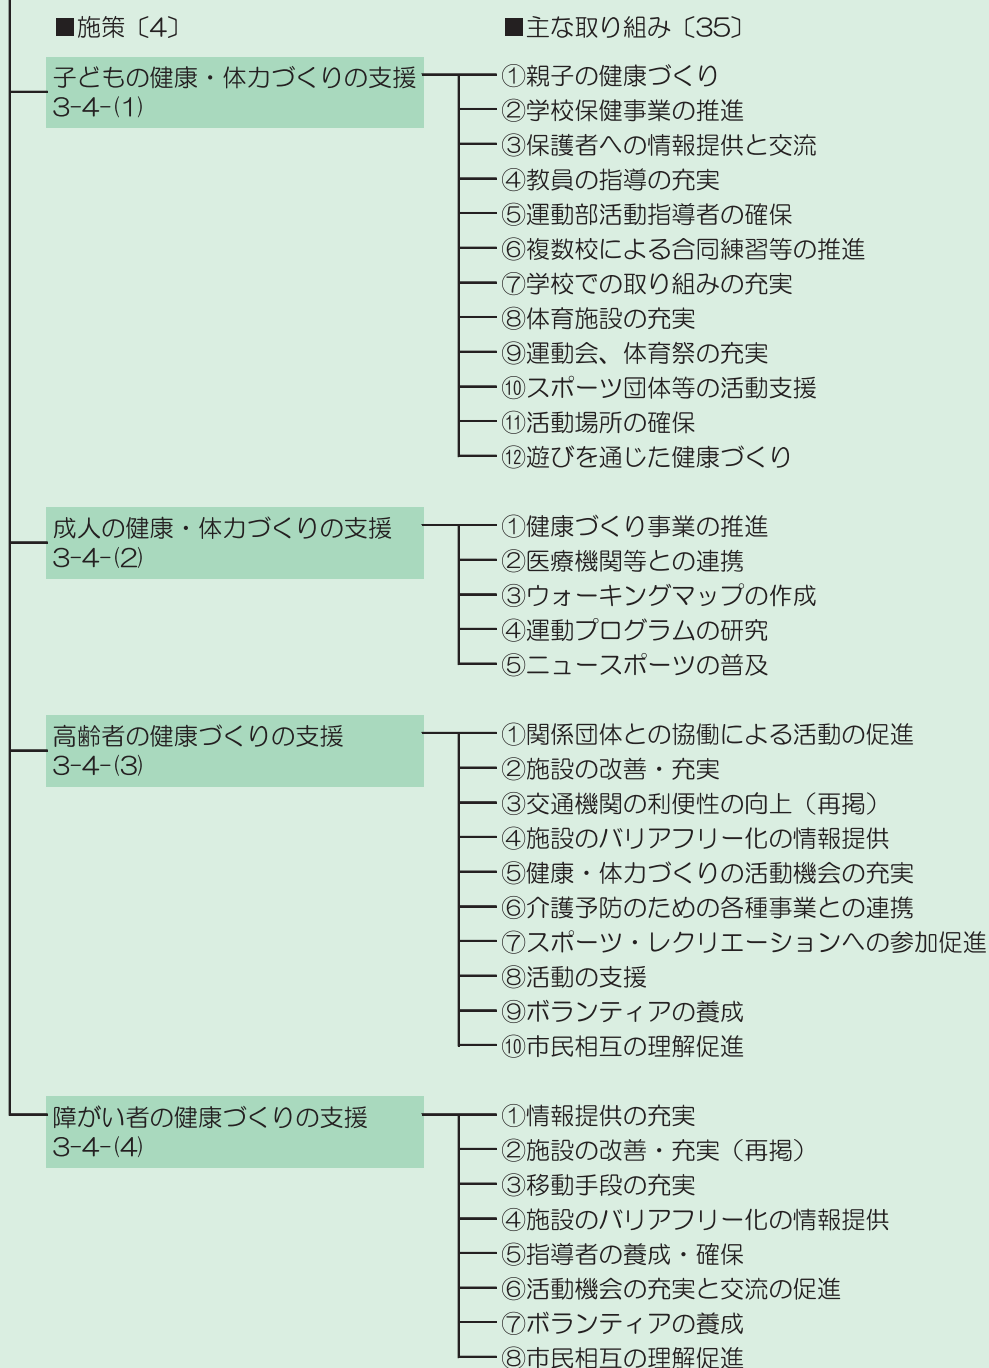 ■施策〔4〕
■主な取り組み〔35〕
子どもの健康・体力づくりの支援
3-4-(1)
①親子の健康づくり
②学校保健事業の推進
③保護者への情報提供と交流
④教員の指導の充実
⑤運動部活動指導者の確保
⑥複数校による合同練習等の推進
⑦学校での取り組みの充実
⑧体育施設の充実
⑨運動会、体育祭の充実
⑩スポーツ団体等の活動支援
⑪活動場所の確保
⑫遊びを通じた健康づくり
成人の健康・体力づくりの支援
3-4-(2)
①健康づくり事業の推進
②医療機関等との連携
③ウォーキングマップの作成
④運動プログラムの研究
⑤ニュースポーツの普及
高齢者の健康づくりの支援
3-4-(3)
①関係団体との協働による活動の促進
②施設の改善・充実
③交通機関の利便性の向上（再掲）
④施設のバリアフリー化の情報提供
⑤健康・体力づくりの活動機会の充実
⑥介護予防のための各種事業との連携
⑦スポーツ・レクリエーションへの参加促進
⑧活動の支援
⑨ボランティアの養成
⑩市民相互の理解促進
障がい者の健康づくりの支援
3-4-(4)
①情報提供の充実
②施設の改善・充実（再掲）
③移動手段の充実
④施設のバリアフリー化の情報提供
⑤指導者の養成・確保
⑥活動機会の充実と交流の促進
⑦ボランティアの養成
⑧市民相互の理解促進